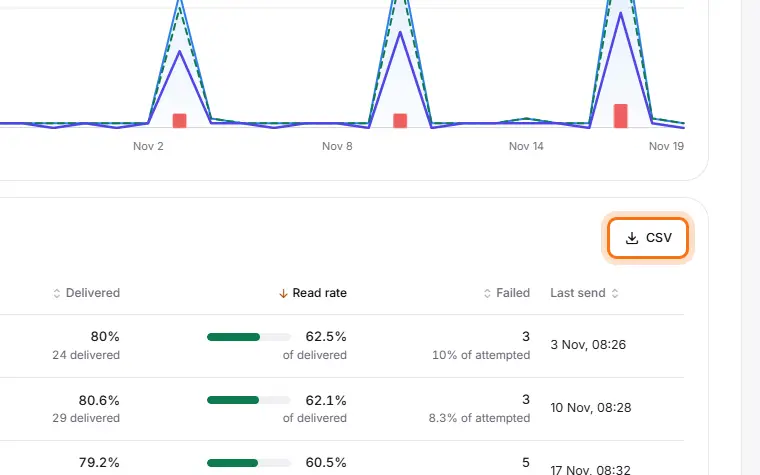 Nov 2 Nov 8 Nov 14 Nov 19
CSV
Delivered Read rate Failed Last send
80% 62.5% 3 3 Nov, 08:26
24 delivered of delivered 10% of attempted
80.6% 62.1% 3 10 Nov, 08:28
29 delivered of delivered 8.3% of attempted
79.2% 60.5% 5 17 Nov, 08:32